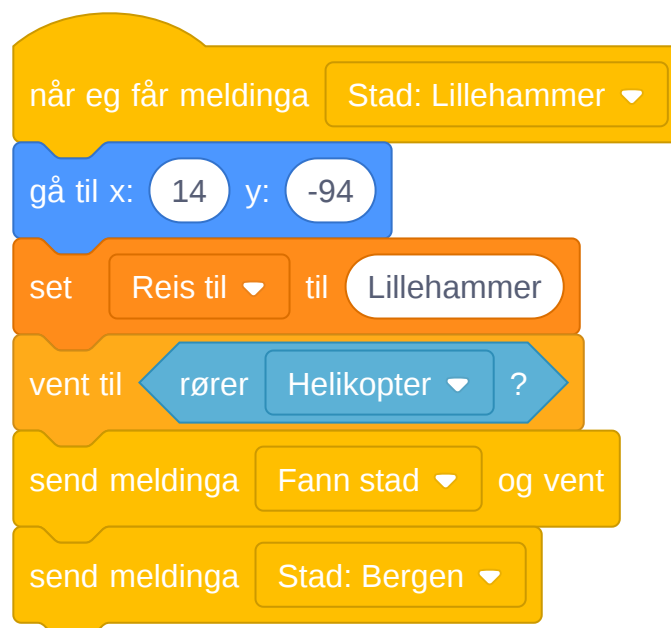 når eg får meldinga Stad: Lillehammer
gå til x: 14 y: -94
set Reis til til Lillehammer
vent til rører Helikopter ?
send meldinga Fann stad og vent
send meldinga Stad: Bergen